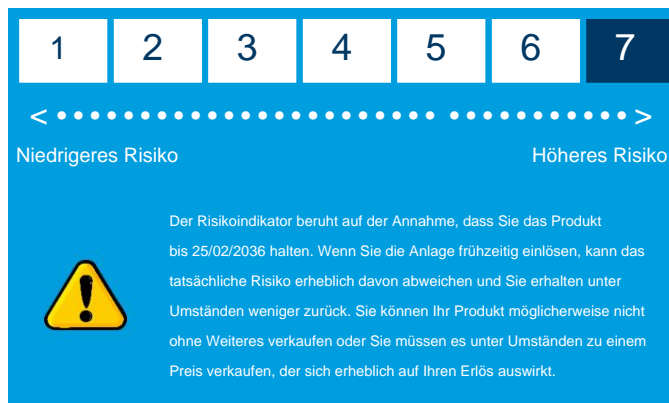 1 2 3 4 5 6 7
< >
Niedrigeres Risiko Höheres Risiko
Der Risikoindikator beruht auf der Annahme, dass Sie das Produkt
bis 25/02/2036 halten. Wenn Sie die Anlage frühzeitig einlösen, kann das
tatsächliche Risiko erheblich davon abweichen und Sie erhalten unter
Umständen weniger zurück. Sie können Ihr Produkt möglicherweise nicht
ohne Weiteres verkaufen oder Sie müssen es unter Umständen zu einem
Preis verkaufen, der sich erheblich auf Ihren Erlös auswirkt.